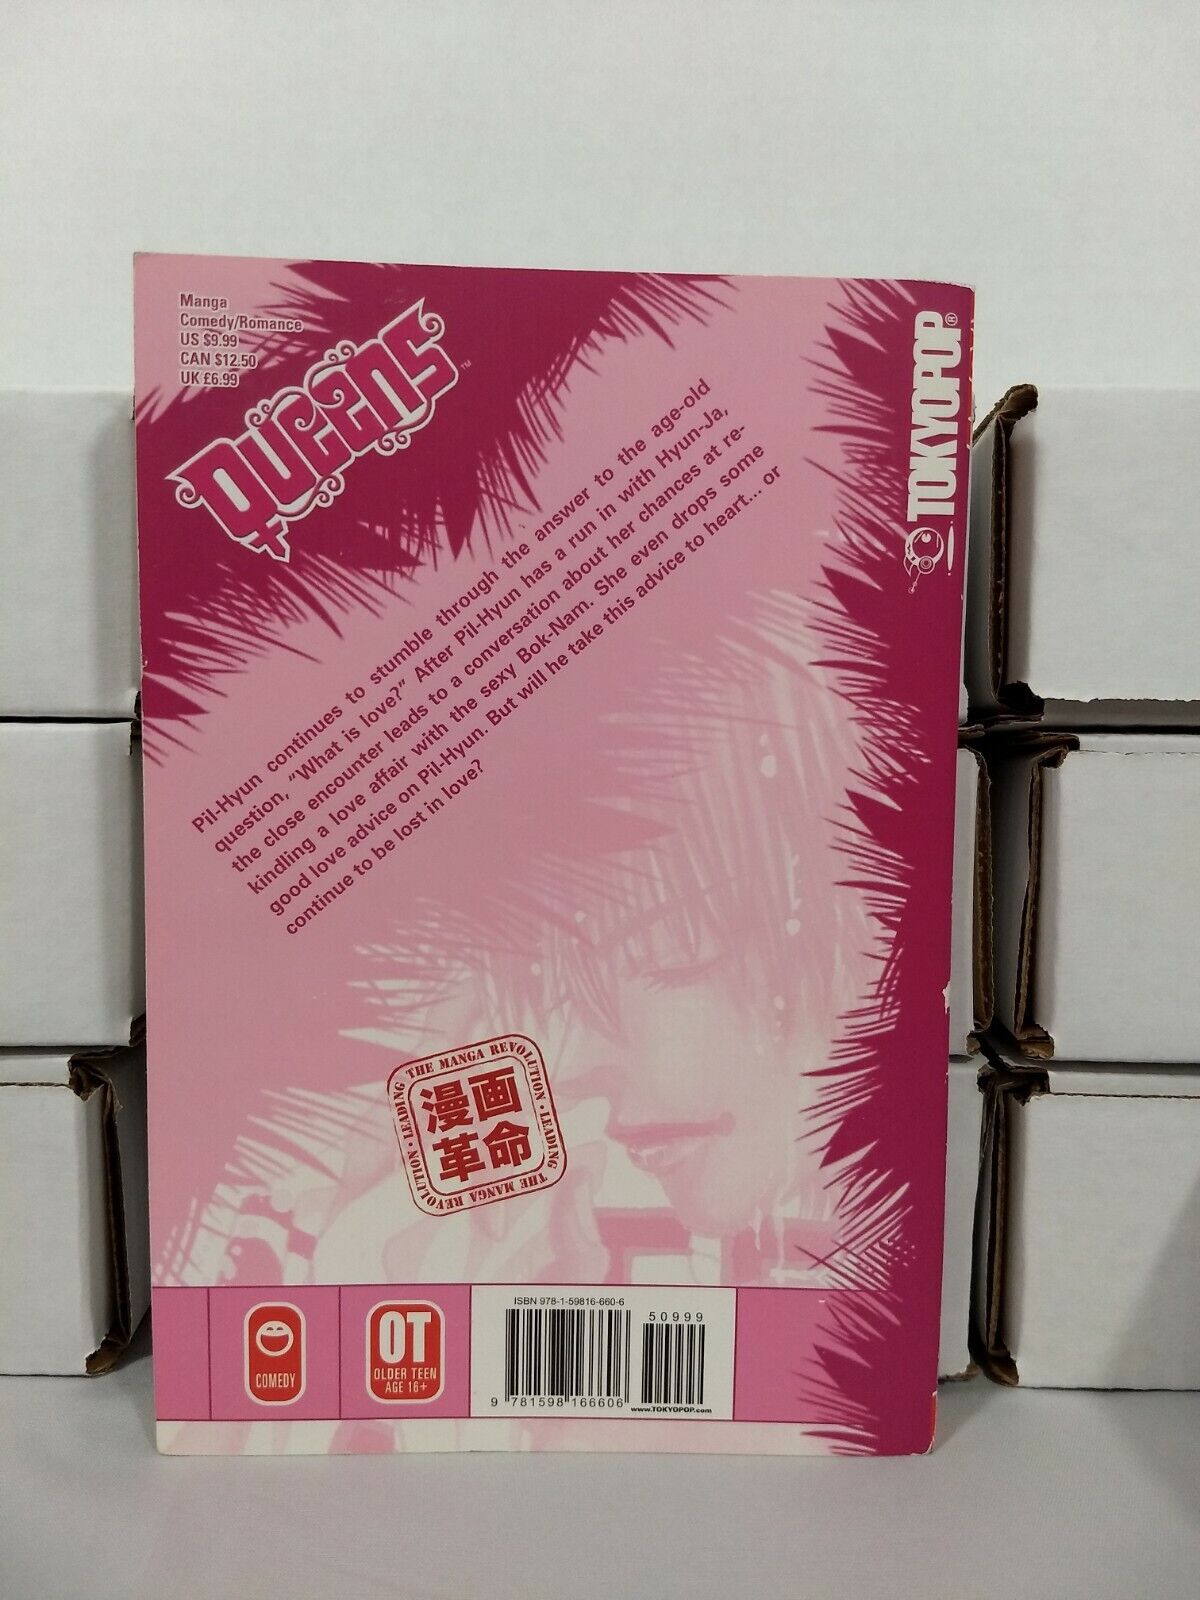 Manga
Comedy/Romance
US $9.99
CAN $12.50
UK £6.99
QUEENS™
TOKYOPOP®
Pil-Hyun continues to stumble through the answer to the age-old
question, "What is love?" After Pil-Hyun has a run in with Hyun-Ja,
the close encounter leads to a conversation about her chances at re-
kindling a love affair with the sexy Bok-Nam. She even drops some
good love advice on Pil-Hyun. But will he take this advice to heart... or
continue to be lost in love?
LEADING THE MANGA REVOLUTION • LEADING THE MANGA REVOLUTION •
漫画
革命
COMEDY
OT
OLDER TEEN
AGE 16+
ISBN 978-1-59816-660-6
50999
9 781598 166606
www.TOKYOPOP.com